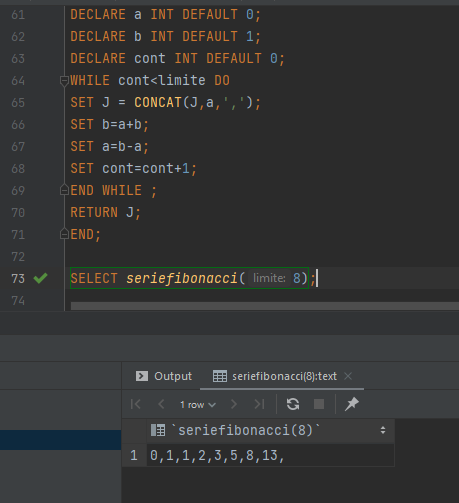 61 DECLARE a INT DEFAULT 0;
62 DECLARE b INT DEFAULT 1;
63 DECLARE cont INT DEFAULT 0;
64 WHILE cont<limite DO
65 SET J = CONCAT(J,a,',');
66 SET b=a+b;
67 SET a=b-a;
68 SET cont=cont+1;
69 END WHILE ;
70 RETURN J;
71 END;
72
73 SELECT seriefibonacci( limite: 8);
74
Output seriefibonacci(8):text
1 row
`seriefibonacci(8)`
1 0,1,1,2,3,5,8,13,